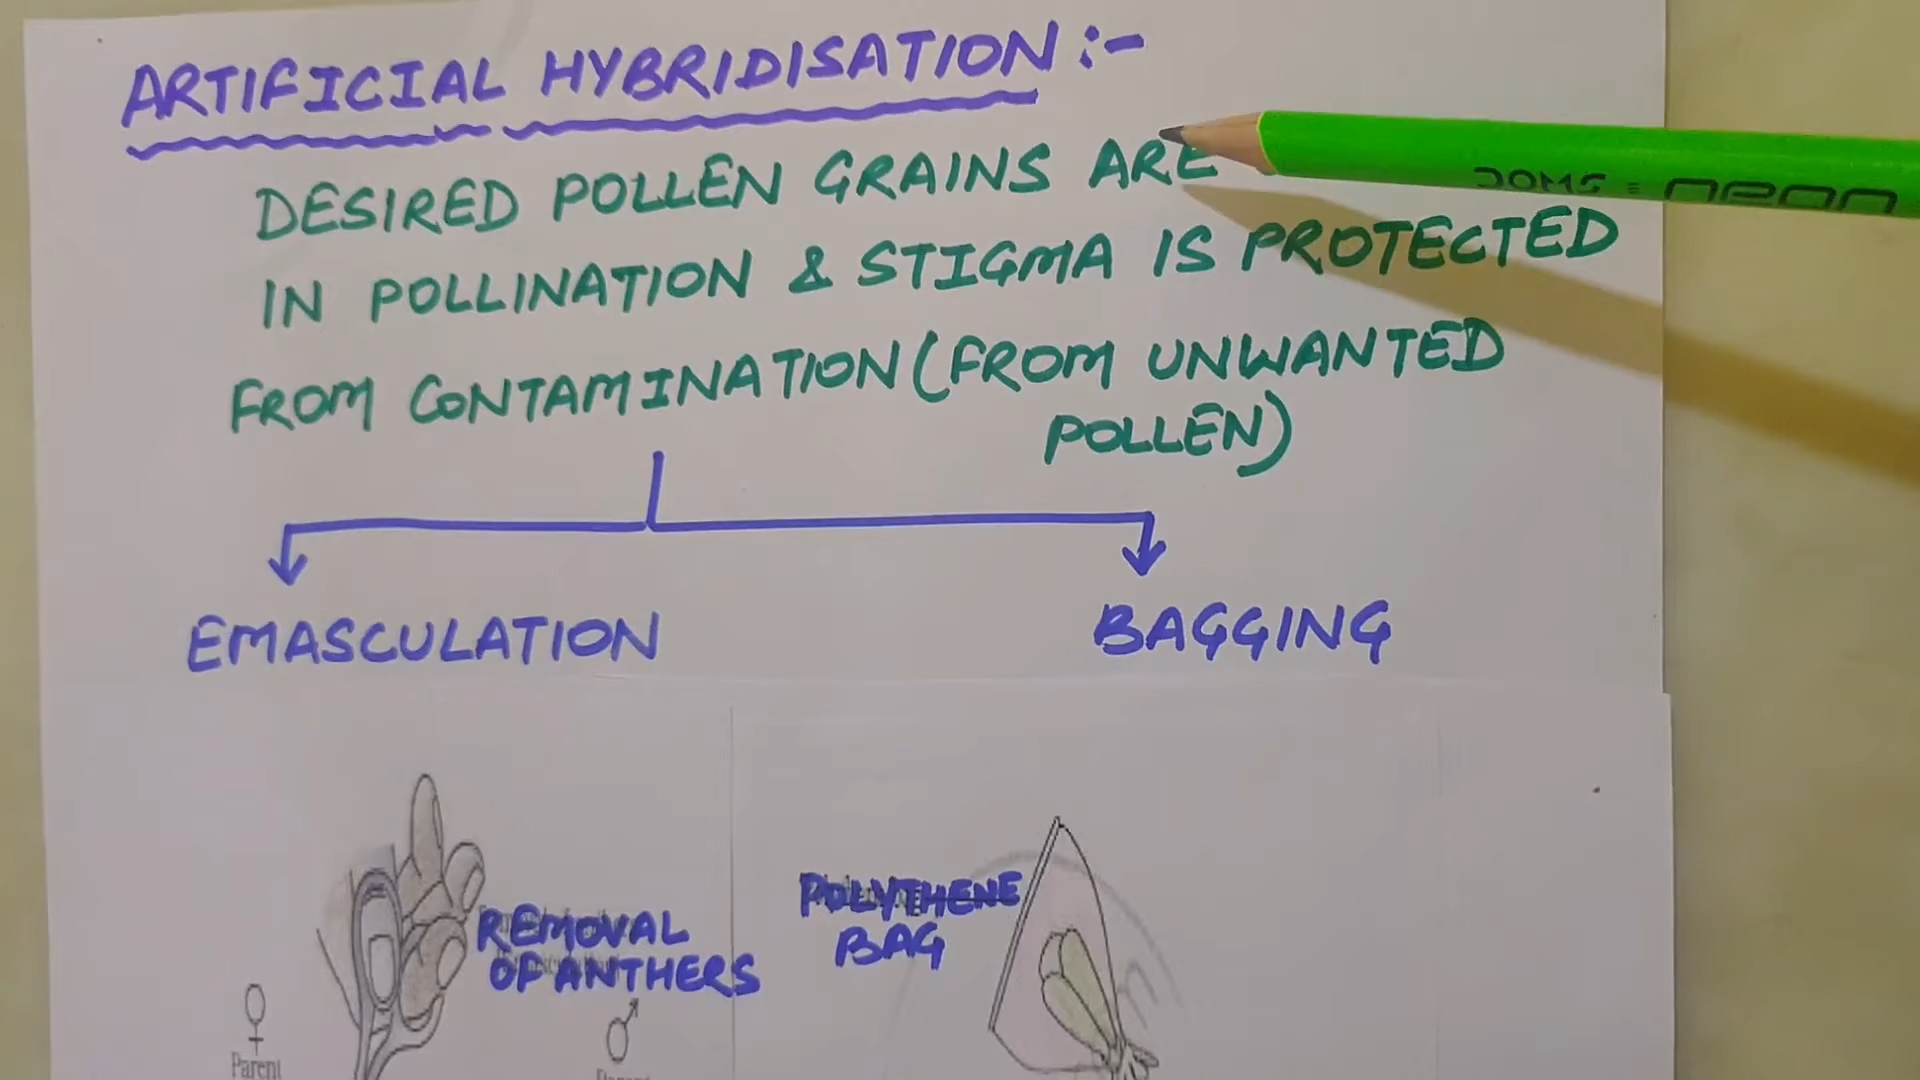 ARTIFICIAL HYBRIDISATION :-
DESIRED POLLEN GRAINS ARE
IN POLLINATION & STIGMA IS PROTECTED
FROM CONTAMINATION (FROM UNWANTED
POLLEN)
EMASCULATION BAGGING
REMOVAL
OF ANTHERS
POLYTHENE
BAG
♀
Parent
♂
DOMS neon